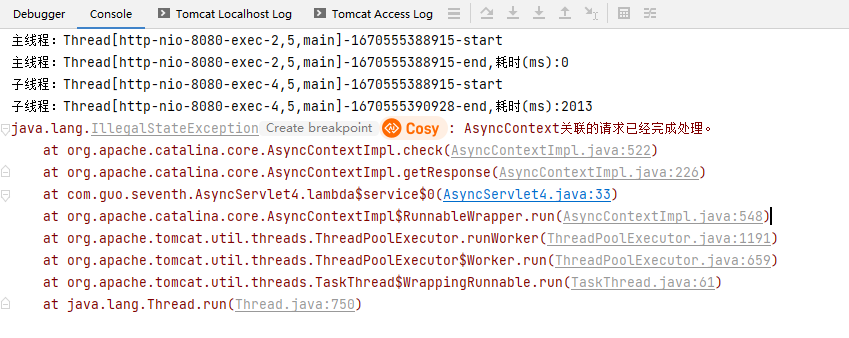 Debugger Console Tomcat Localhost Log Tomcat Access Log
主线程：Thread[http-nio-8080-exec-2,5,main]-1670555388915-start
主线程：Thread[http-nio-8080-exec-2,5,main]-1670555388915-end,耗时(ms):0
子线程：Thread[http-nio-8080-exec-4,5,main]-1670555388915-start
子线程：Thread[http-nio-8080-exec-4,5,main]-1670555390928-end,耗时(ms):2013
java.lang.IllegalStateException Create breakpoint Cosy : AsyncContext关联的请求已经完成处理。
at org.apache.catalina.core.AsyncContextImpl.check(AsyncContextImpl.java:522)
at org.apache.catalina.core.AsyncContextImpl.getResponse(AsyncContextImpl.java:226)
at com.guo.seventh.AsyncServlet4.lambda$service$0(AsyncServlet4.java:33)
at org.apache.catalina.core.AsyncContextImpl$RunnableWrapper.run(AsyncContextImpl.java:548)
at org.apache.tomcat.util.threads.ThreadPoolExecutor.runWorker(ThreadPoolExecutor.java:1191)
at org.apache.tomcat.util.threads.ThreadPoolExecutor$Worker.run(ThreadPoolExecutor.java:659)
at org.apache.tomcat.util.threads.TaskThread$WrappingRunnable.run(TaskThread.java:61)
at java.lang.Thread.run(Thread.java:750)